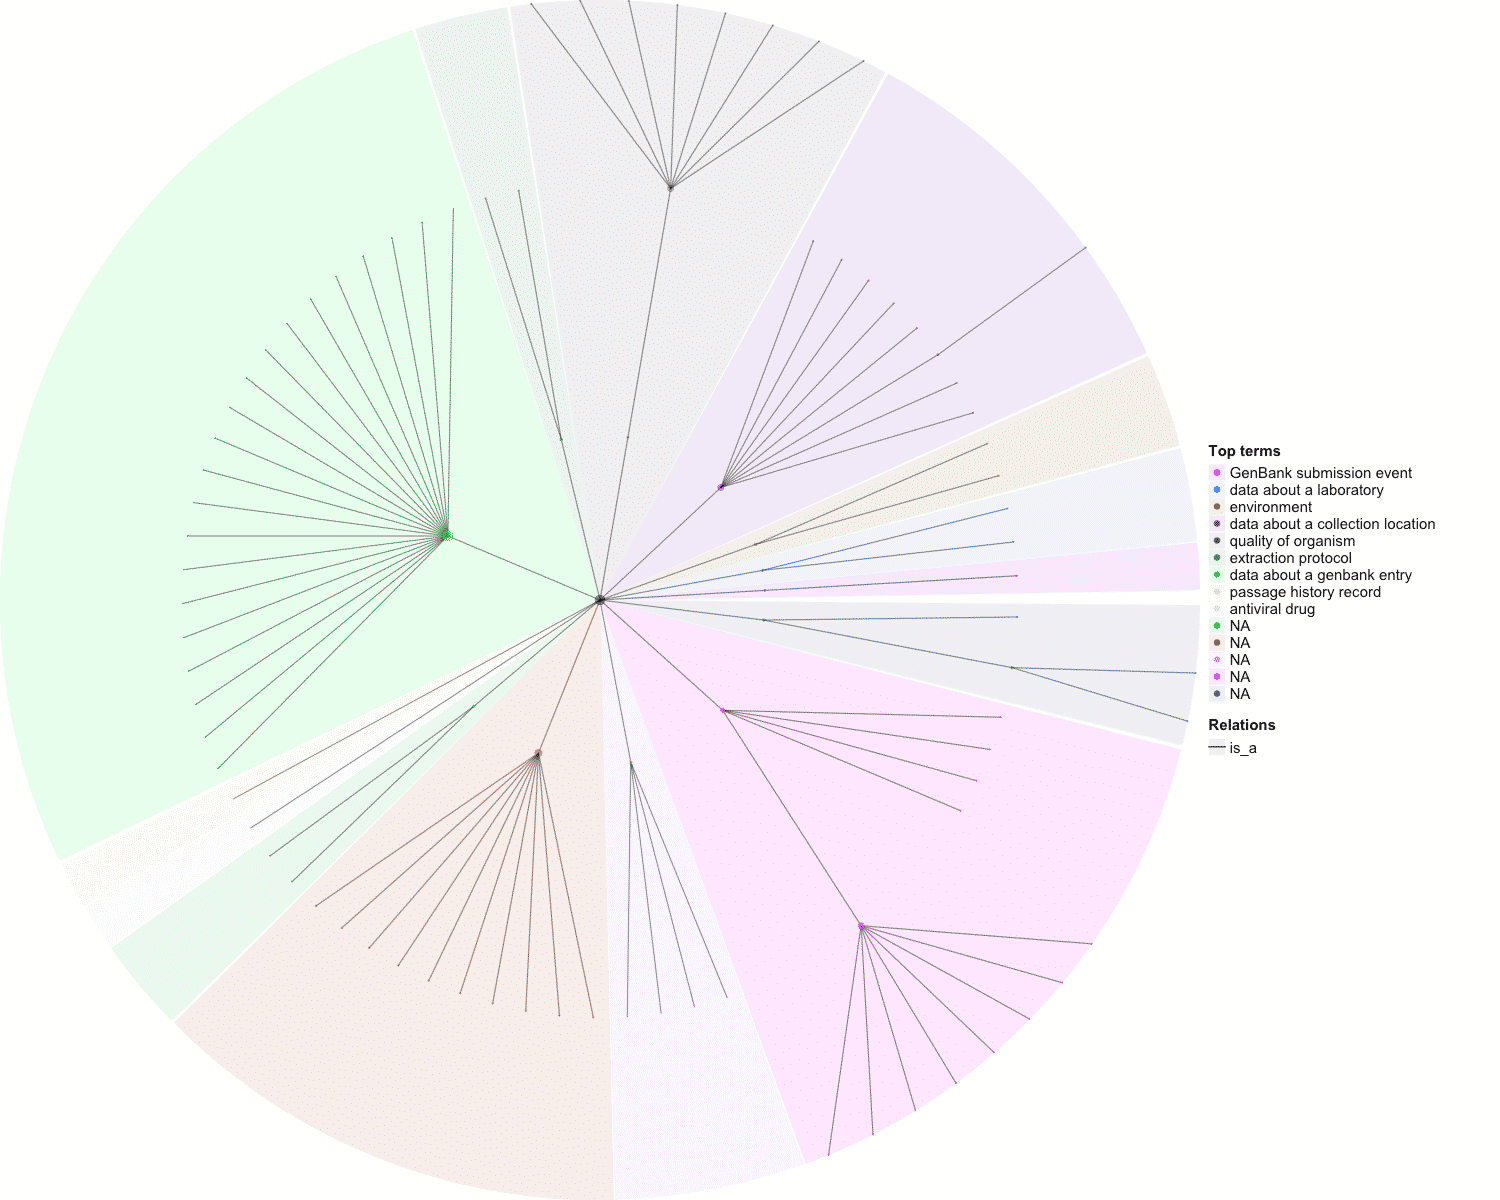 Top terms
GenBank submission event
data about a laboratory
environment
data about a collection location
quality of organism
extraction protocol
data about a genbank entry
passage history record
antiviral drug
NA
NA
NA
NA
NA
Relations
is_a